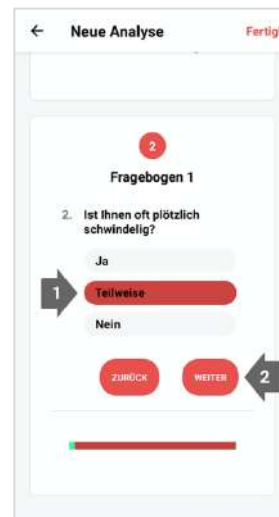 ← Neue Analyse Fertig
2
Fragebogen 1
2. Ist Ihnen oft plötzlich
schwindelig?
Ja
1
Teilweise
Nein
ZURÜCK WEITER 2